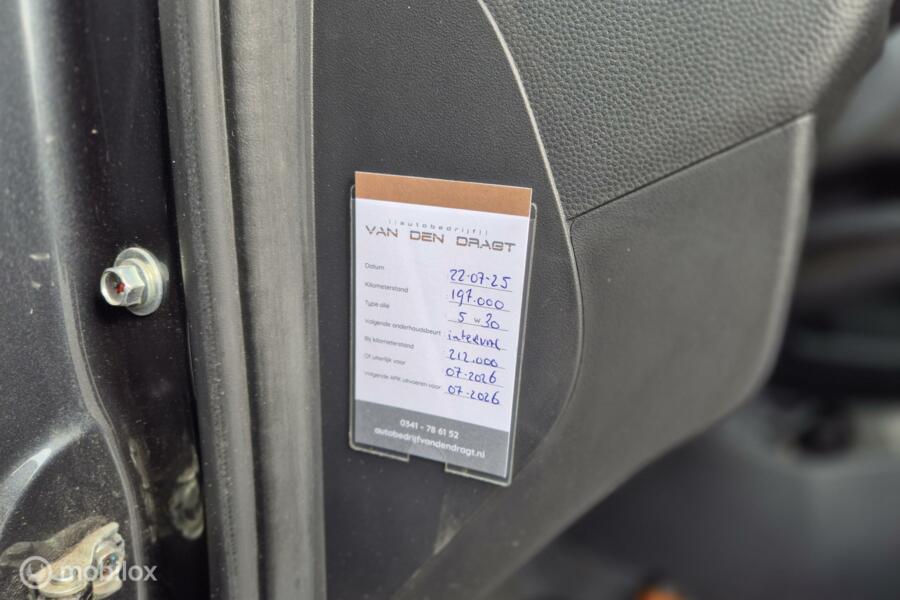 ||autobedrijf||
VAN DEN DRAGT
Datum 22-07-25
Kilometerstand 197.000
Type olie 5 w 30
Volgende onderhoudsbeurt : interval
Bij kilometerstand 212.000
Of uiterlijk voor 07-2026
Volgende APK uitvoeren voor 07-2026
0341 - 78 61 52
autobedrijfvandendragt.nl
mobilox